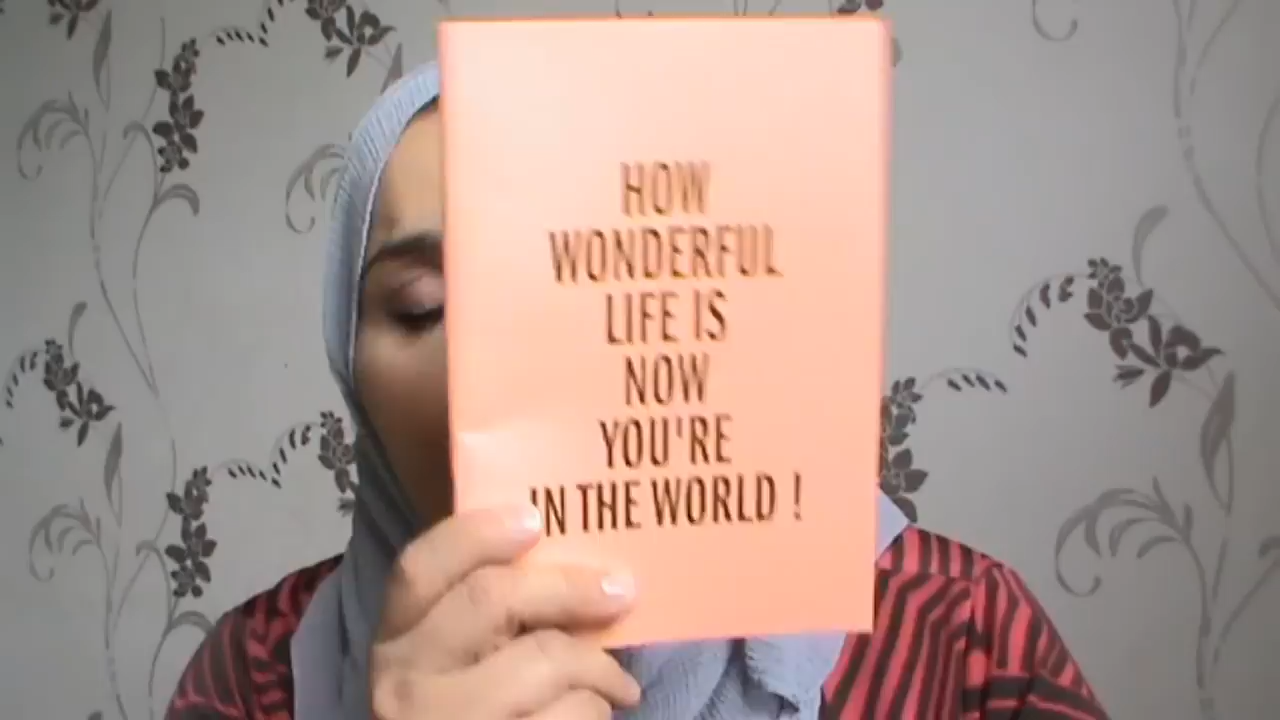 HOW
WONDERFUL
LIFE IS
NOW
YOU'RE
IN THE WORLD !